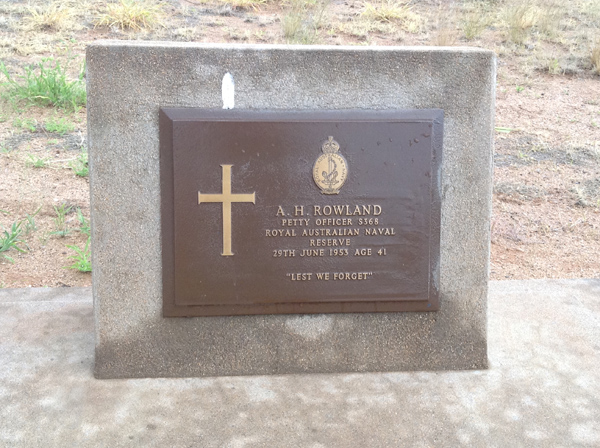 A. H. ROWLAND
PETTY OFFICER S368
ROYAL AUSTRALIAN NAVAL
RESERVE
29TH JUNE 1953 AGE 41
"LEST WE FORGET"